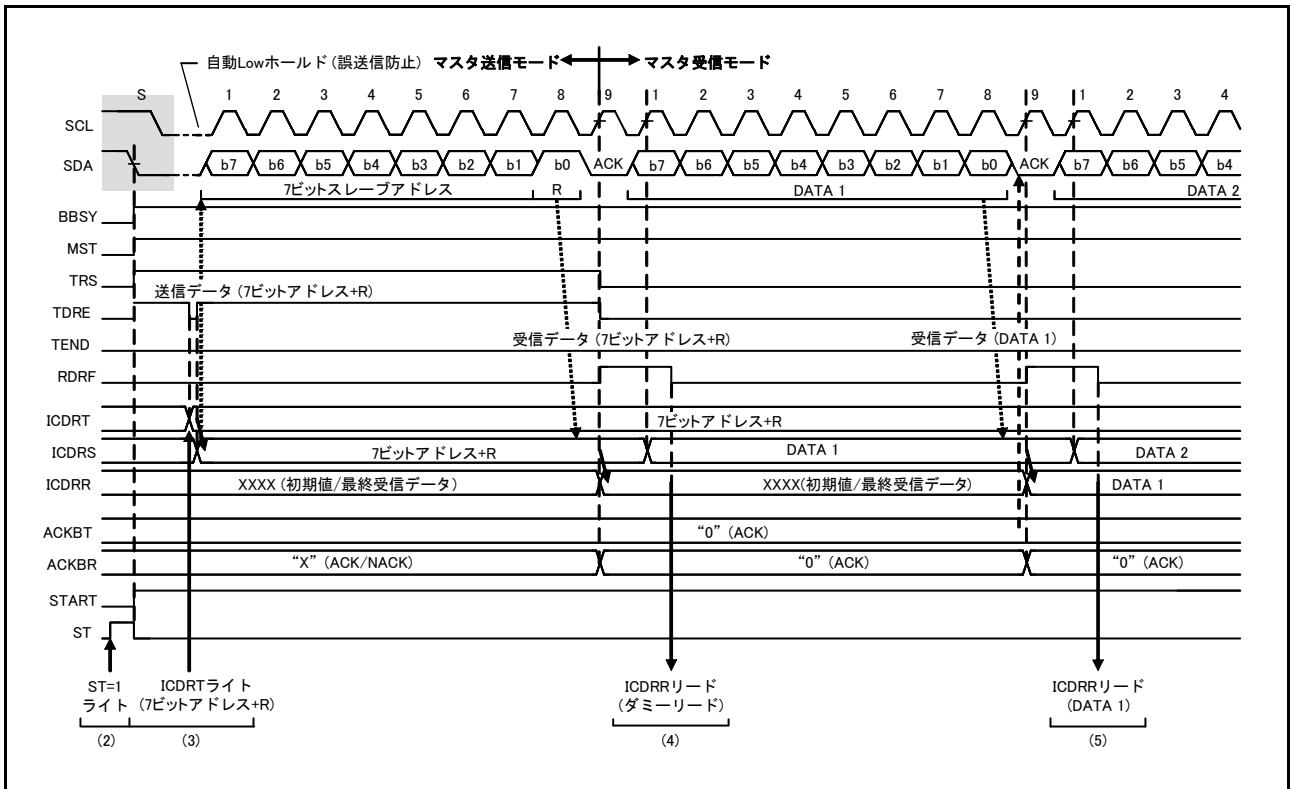 自動Lowホールド (誤送信防止) マスタ送信モード マスタ受信モード
S 1 2 3 4 5 6 7 8 9 1 2 3 4 5 6 7 8 9 1 2 3 4
SCL
SDA b7 b6 b5 b4 b3 b2 b1 b0 ACK b7 b6 b5 b4 b3 b2 b1 b0 ACK b7 b6 b5 b4
7ビットスレーブアドレス R DATA 1 DATA 2
BBSY
MST
TRS
送信データ (7ビットアドレス+R)
TDRE
受信データ (7ビットアドレス+R) 受信データ (DATA 1)
TEND
RDRF
ICDRT 7ビットアドレス+R
ICDRS 7ビットアドレス+R DATA 1 DATA 2
ICDRR XXXX (初期値/最終受信データ) XXXX(初期値/最終受信データ) DATA 1
ACKBT “0” (ACK)
ACKBR “X” (ACK/NACK) “0” (ACK) “0” (ACK)
START
ST
ST=1 ICDRTライト ICDRRリード ICDRRリード
ライト (7ビットアドレス+R) (ダミーリード) (DATA 1)
(2) (3) (4) (5)